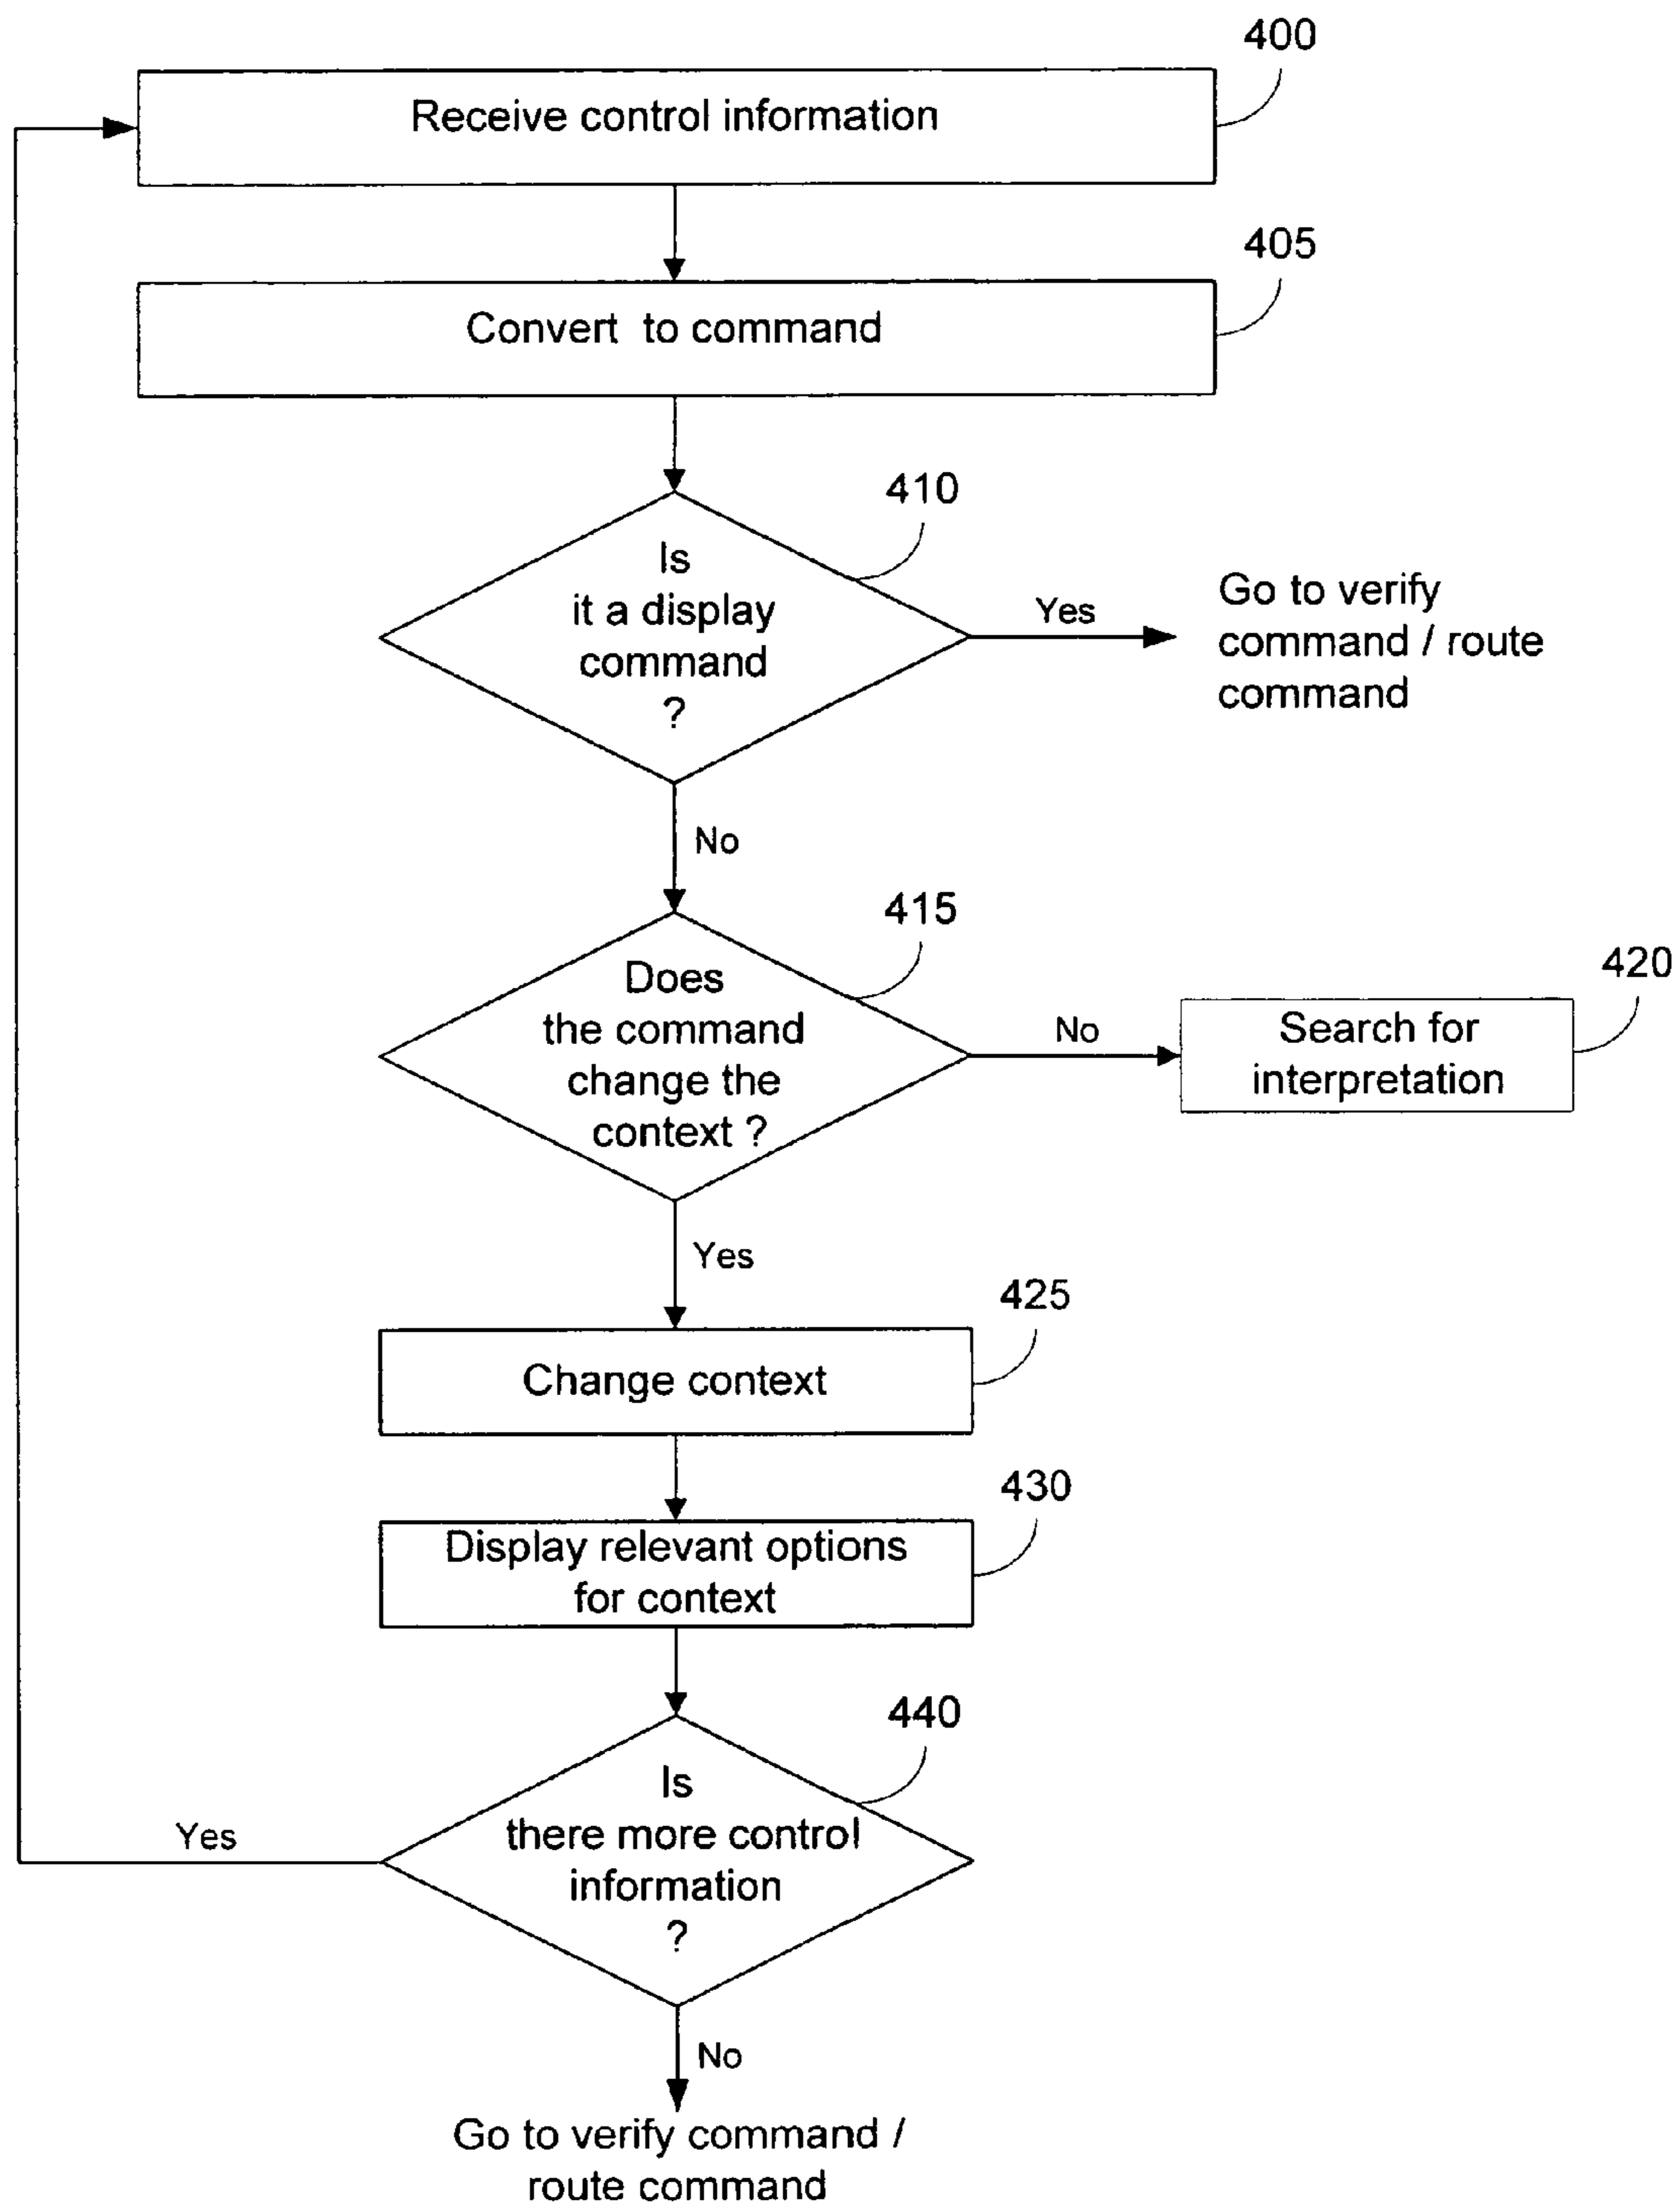 400
Receive control information
405
Convert to command
410
Is
it a display
command
?
Yes
Go to verify
command / route
command
No
415
Does
the command
change the
context ?
No
420
Search for
interpretation
Yes
425
Change context
430
Display relevant options
for context
440
Is
there more control
information
?
Yes
No
Go to verify command /
route command